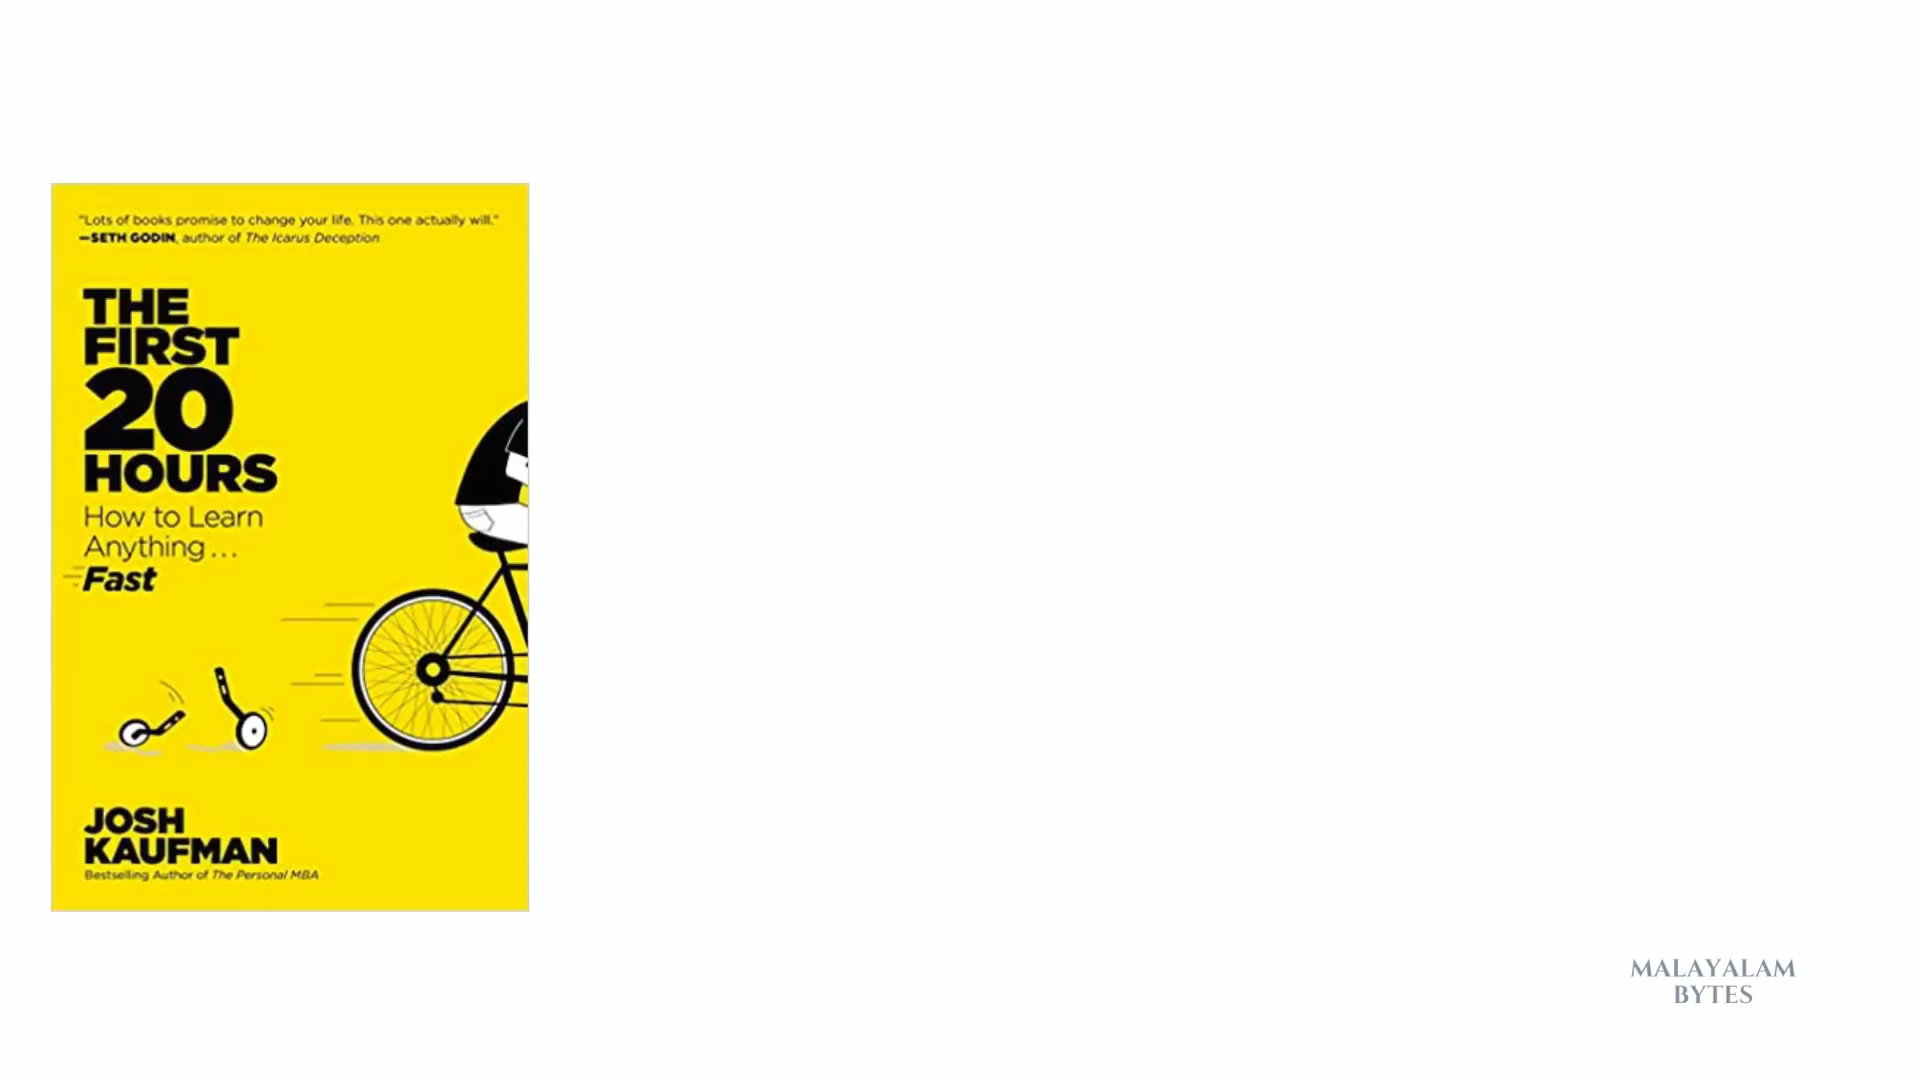 "Lots of books promise to change your life. This one actually will."
—SETH GODIN, author of The Icarus Deception
THE
FIRST
20
HOURS
How to Learn
Anything...
Fast
JOSH
KAUFMAN
Bestselling Author of The Personal MBA
MALAYALAM
BYTES